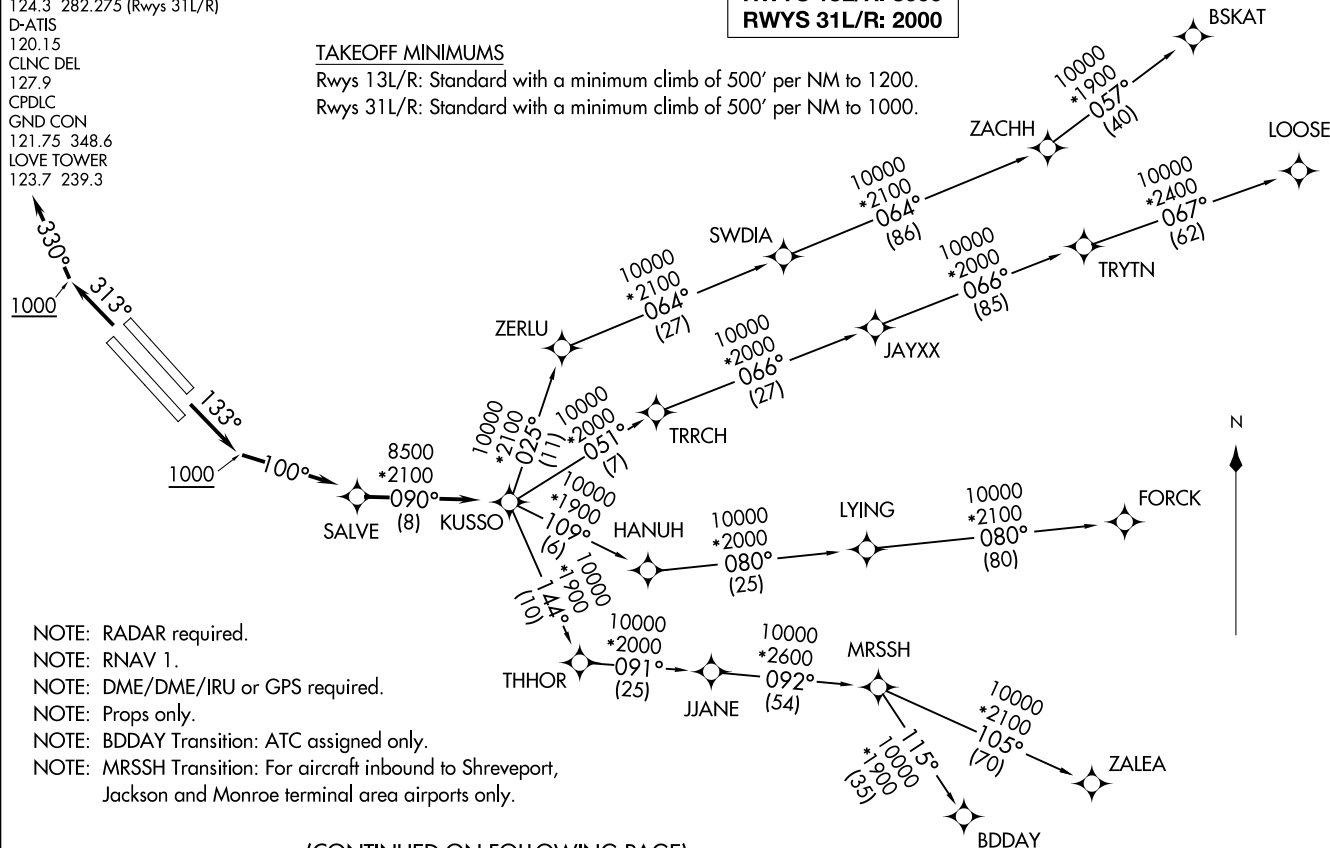 124.3 282.275 (Rwys 31L/R)
D-ATIS
120.15
CLNC DEL
127.9
CPDLC
GND CON
121.75 348.6
LOVE TOWER
123.7 239.3
RWYS 31L/R: 2000
TAKEOFF MINIMUMS
Rwys 13L/R: Standard with a minimum climb of 500' per NM to 1200.
Rwys 31L/R: Standard with a minimum climb of 500' per NM to 1000.
BSKAT
10000
*1900
057°
(40)
ZACHH
LOOSE
10000
*2400
067°
(62)
10000
*2100
064°
(86)
SWDIA
TRYTN
10000
*2000
066°
(85)
10000
*2100
064°
(27)
ZERLU
JAYXX
10000
*2000
066°
(27)
330°
1000
313°
133°
1000
100°
10000
*2100
025°
(11)
10000
*2000
051°
(7)
TRRCH
N
8500
*2100
090°
(8)
SALVE
KUSSO
10000
*1900
109°
(6)
HANUH
10000
*2000
080°
(25)
LYING
10000
*2100
080°
(80)
FORCK
10000
*1900
144°
(10)
THHOR
10000
*2000
091°
(25)
JJANE
10000
*2600
092°
(54)
MRSSH
10000
*2100
105°
(70)
ZALEA
115°
10000
*1900
(35)
BDDAY
NOTE: RADAR required.
NOTE: RNAV 1.
NOTE: DME/DME/IRU or GPS required.
NOTE: Props only.
NOTE: BDDAY Transition: ATC assigned only.
NOTE: MRSSH Transition: For aircraft inbound to Shreveport,
Jackson and Monroe terminal area airports only.
(CONTINUED ON FOLLOWING PAGE)